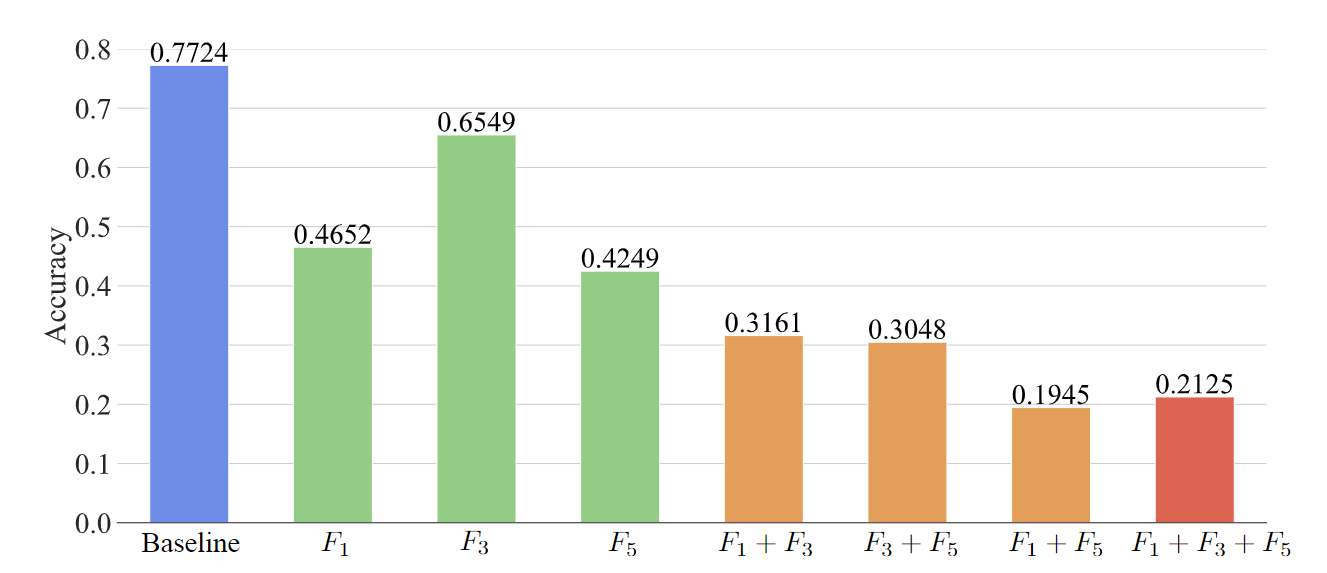 0.8
0.7
0.6
0.5
0.4
0.3
0.2
0.1
0.0
Accuracy
0.7724
0.4652
0.6549
0.4249
0.3161
0.3048
0.1945
0.2125
Baseline
F₁
F₃
F₅
F₁ + F₃
F₃ + F₅
F₁ + F₅
F₁ + F₃ + F₅